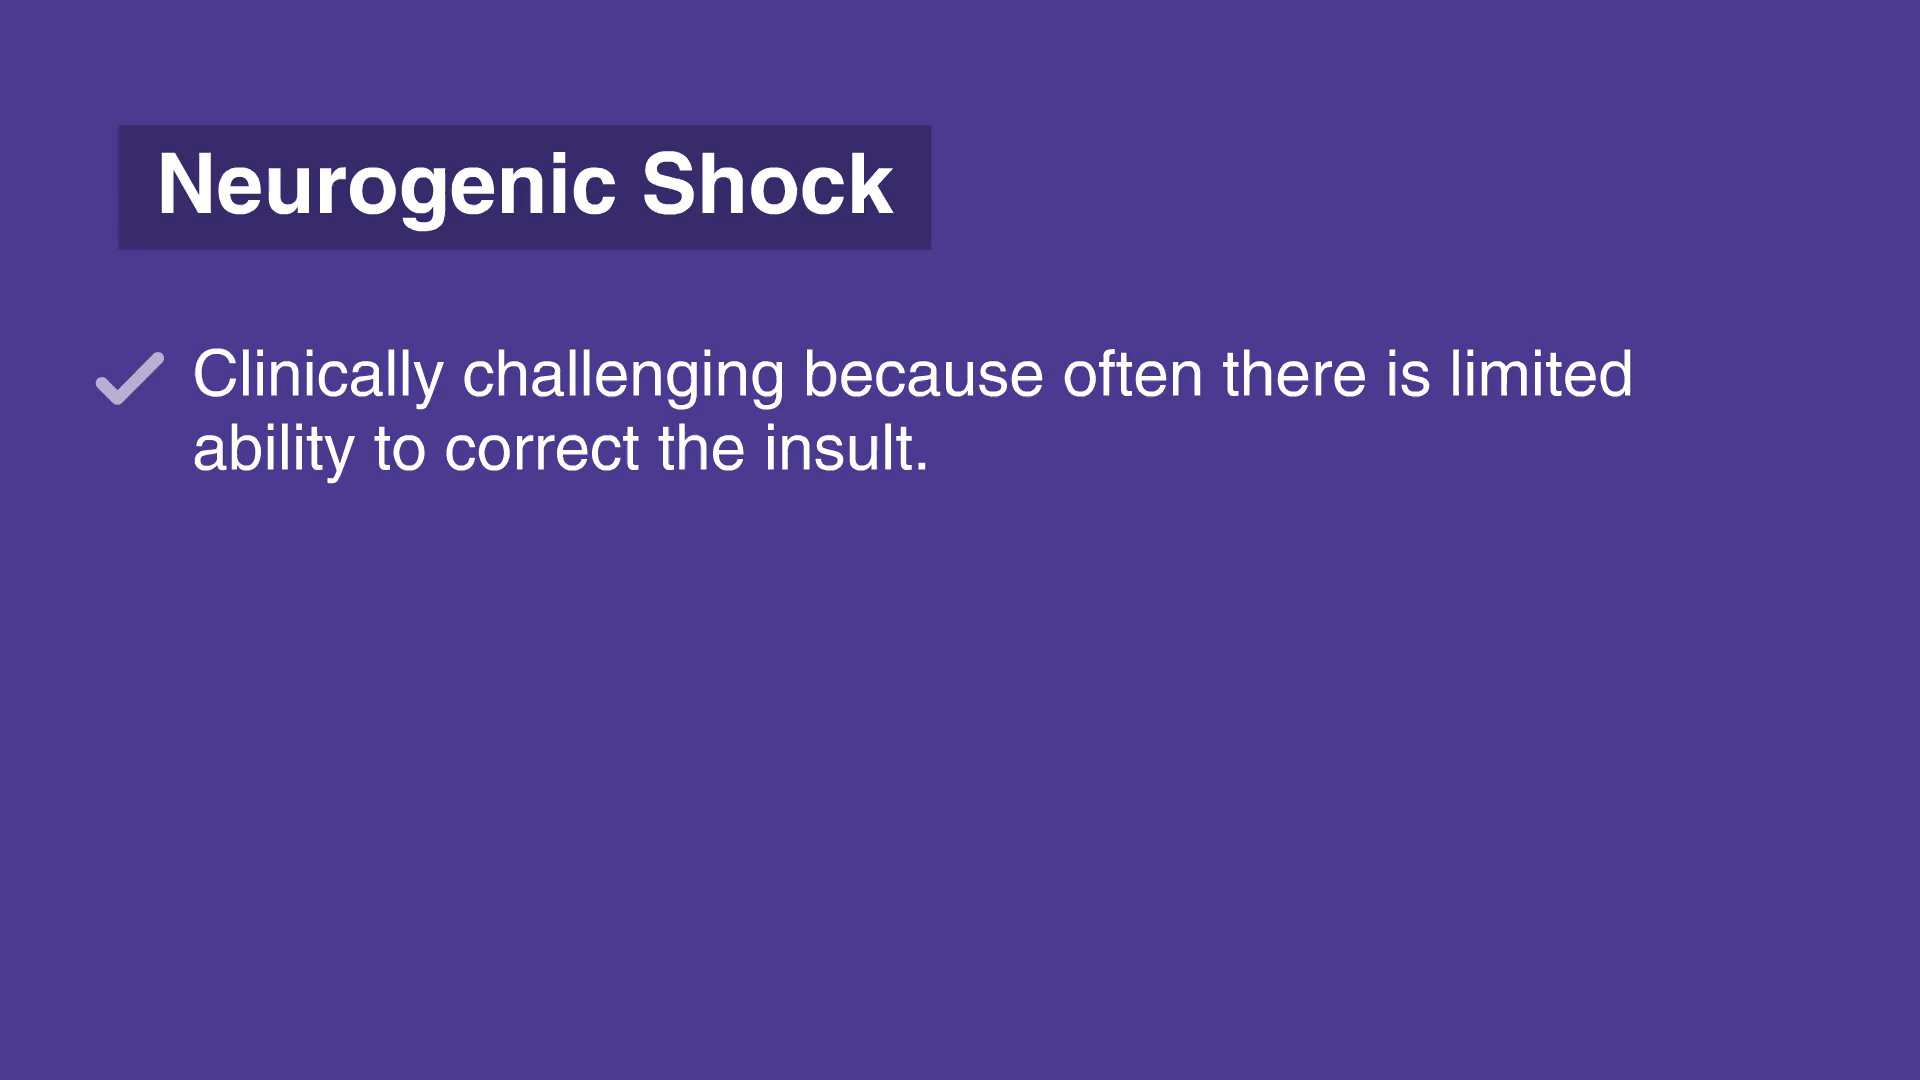 Neurogenic Shock
Clinically challenging because often there is limited
ability to correct the insult.